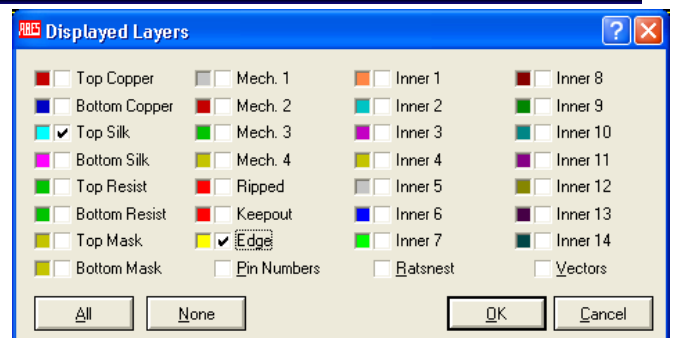 ARES Displayed Layers
Top Copper Mech. 1 Inner 1 Inner 8
Bottom Copper Mech. 2 Inner 2 Inner 9
Top Silk Mech. 3 Inner 3 Inner 10
Bottom Silk Mech. 4 Inner 4 Inner 11
Top Resist Ripped Inner 5 Inner 12
Bottom Resist Keepout Inner 6 Inner 13
Top Mask Edge Inner 7 Inner 14
Bottom Mask Pin Numbers Ratsnest Vectors
All None OK Cancel